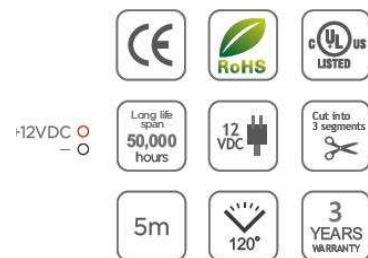 CE
RoHS
C UL US
LISTED
+12VDC
–
Long life
span
50,000
hours
12
VDC
Cut into
3 segments
5m
120°
3
YEARS
WARRANTY